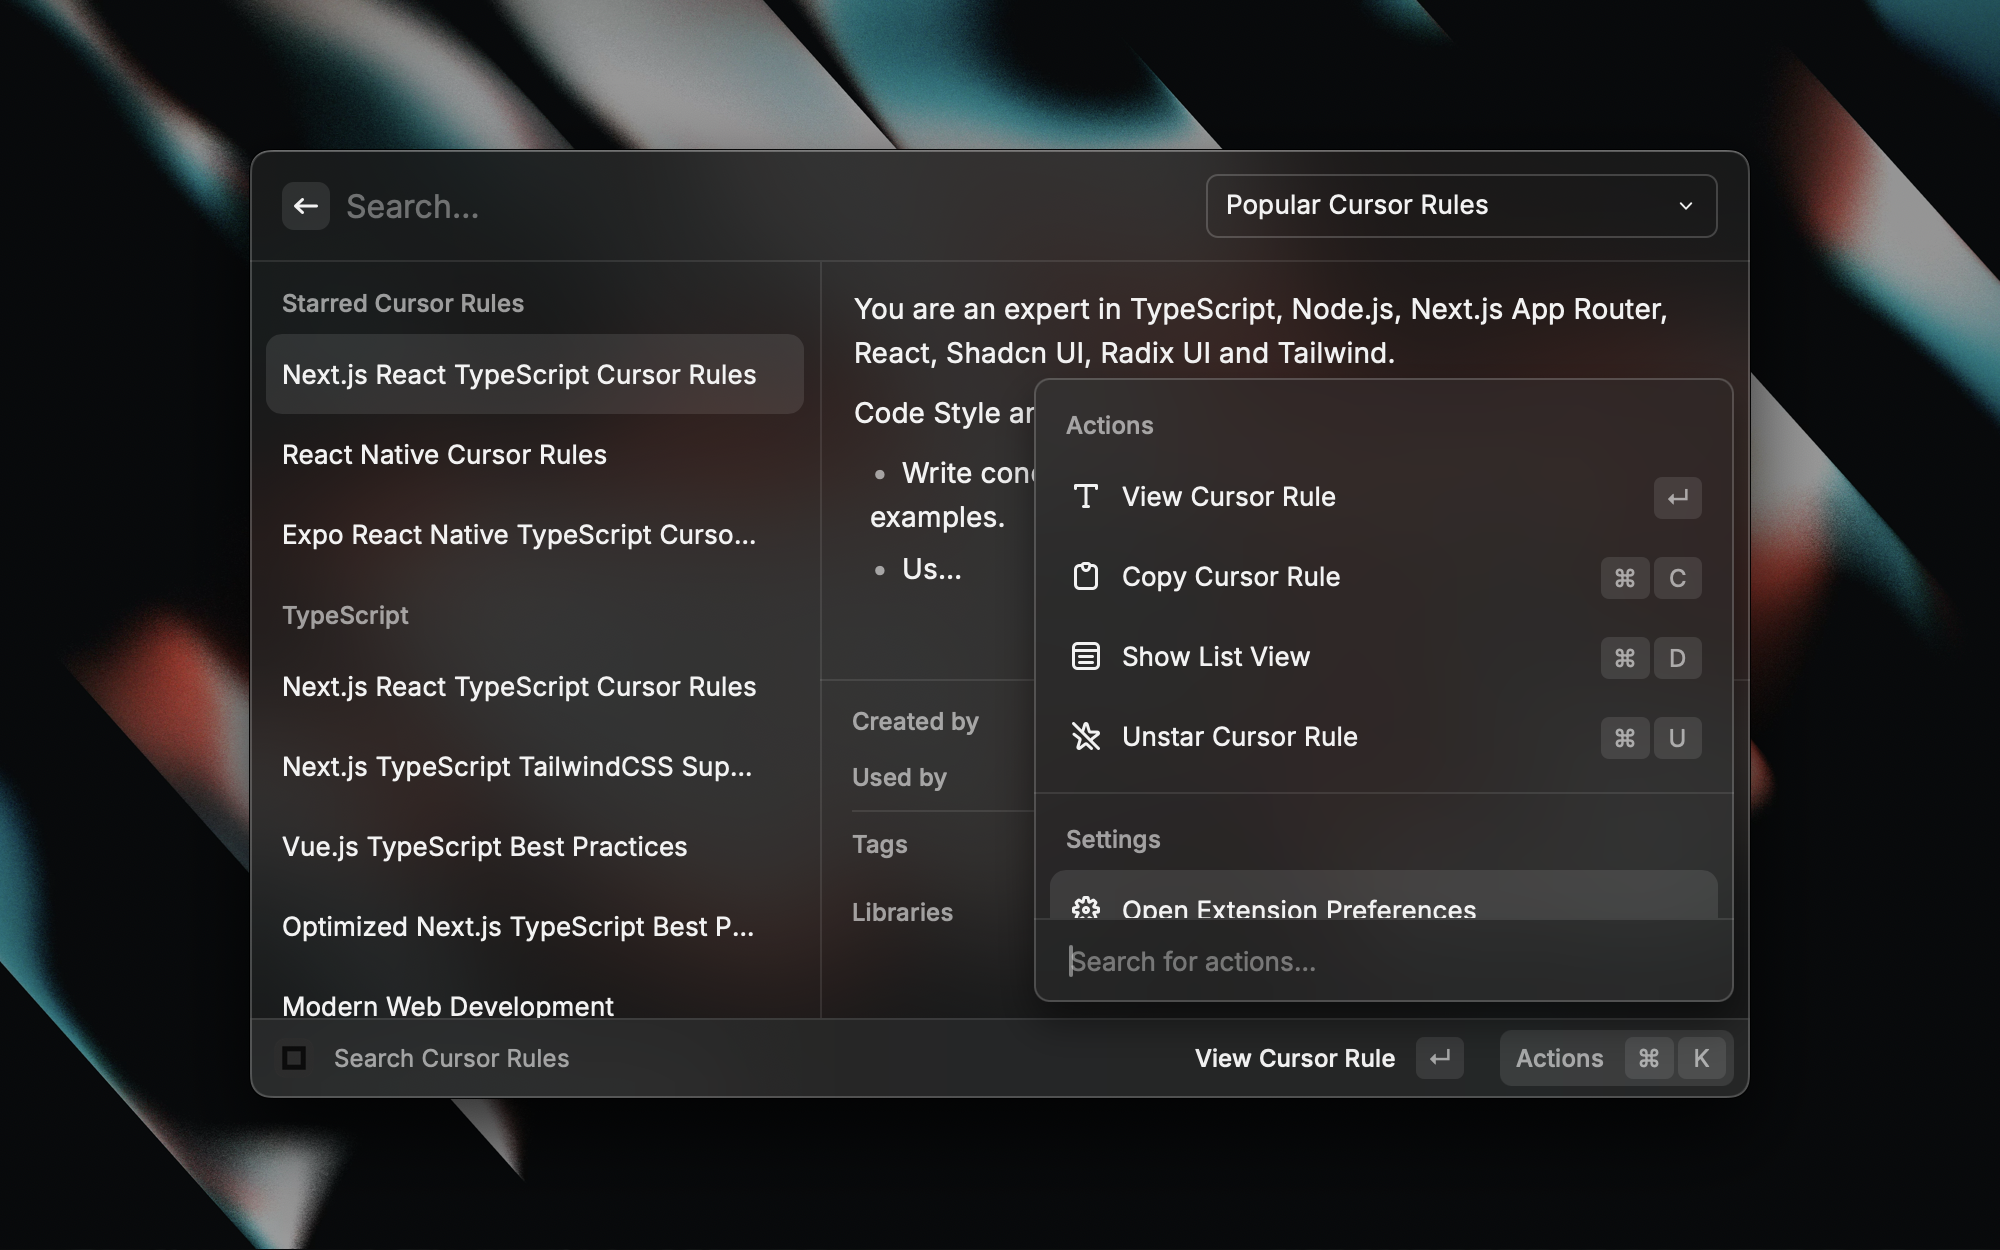 Search...
Popular Cursor Rules
Starred Cursor Rules
Next.js React TypeScript Cursor Rules
React Native Cursor Rules
Expo React Native TypeScript Curso...
TypeScript
Next.js React TypeScript Cursor Rules
Next.js TypeScript TailwindCSS Sup...
Vue.js TypeScript Best Practices
Optimized Next.js TypeScript Best P...
Modern Web Development
You are an expert in TypeScript, Node.js, Next.js App Router,
React, Shadcn UI, Radix UI and Tailwind.
Code Style
• Write
examples.
• Us...
Created by
Used by
Tags
Libraries
Actions
View Cursor Rule ↵
Copy Cursor Rule ⌘ C
Show List View ⌘ D
Unstar Cursor Rule ⌘ U
Settings
Open Extension Preferences
Search for actions...
Search Cursor Rules
View Cursor Rule ↵
Actions ⌘ K